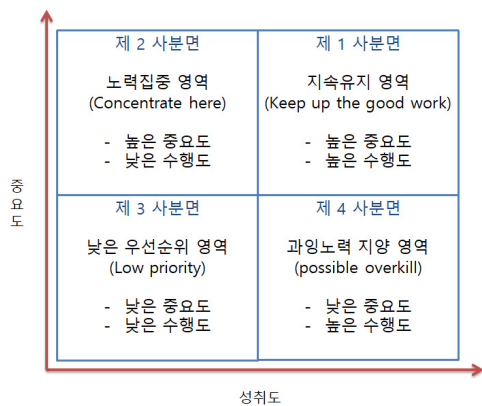 제 2 사분면
노력집중 영역
(Concentrate here)
- 높은 중요도
- 낮은 수행도
제 1 사분면
지속유지 영역
(Keep up the good work)
- 높은 중요도
- 높은 수행도
중
요
도
제 3 사분면
낮은 우선순위 영역
(Low priority)
- 낮은 중요도
- 낮은 수행도
제 4 사분면
과잉노력 지양 영역
(possible overkill)
- 낮은 중요도
- 높은 수행도
성취도